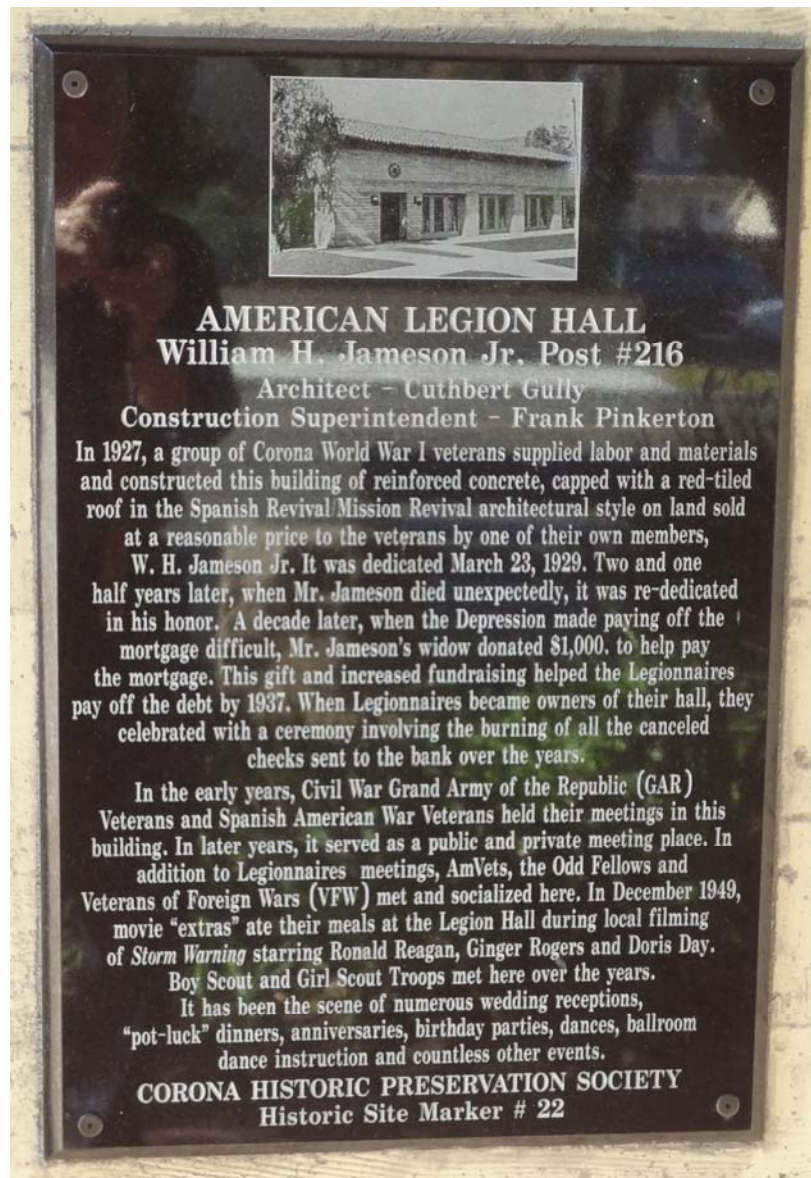 AMERICAN LEGION HALL
William H. Jameson Jr. Post #216
Architect – Cuthbert Gully
Construction Superintendent – Frank Pinkerton
In 1927, a group of Corona World War I veterans supplied labor and materials
and constructed this building of reinforced concrete, capped with a red-tiled
roof in the Spanish Revival/Mission Revival architectural style on land sold
at a reasonable price to the veterans by one of their own members,
W. H. Jameson Jr. It was dedicated March 23, 1929. Two and one
half years later, when Mr. Jameson died unexpectedly, it was re-dedicated
in his honor. A decade later, when the Depression made paying off the
mortgage difficult, Mr. Jameson's widow donated $1,000. to help pay
the mortgage. This gift and increased fundraising helped the Legionnaires
pay off the debt by 1937. When Legionnaires became owners of their hall, they
celebrated with a ceremony involving the burning of all the canceled
checks sent to the bank over the years.
In the early years, Civil War Grand Army of the Republic (GAR)
Veterans and Spanish American War Veterans held their meetings in this
building. In later years, it served as a public and private meeting place. In
addition to Legionnaires meetings, AmVets, the Odd Fellows and
Veterans of Foreign Wars (VFW) met and socialized here. In December 1949,
movie "extras" ate their meals at the Legion Hall during local filming
of Storm Warning starring Ronald Reagan, Ginger Rogers and Doris Day.
Boy Scout and Girl Scout Troops met here over the years.
It has been the scene of numerous wedding receptions,
"pot-luck" dinners, anniversaries, birthday parties, dances, ballroom
dance instruction and countless other events.
CORONA HISTORIC PRESERVATION SOCIETY
Historic Site Marker # 22